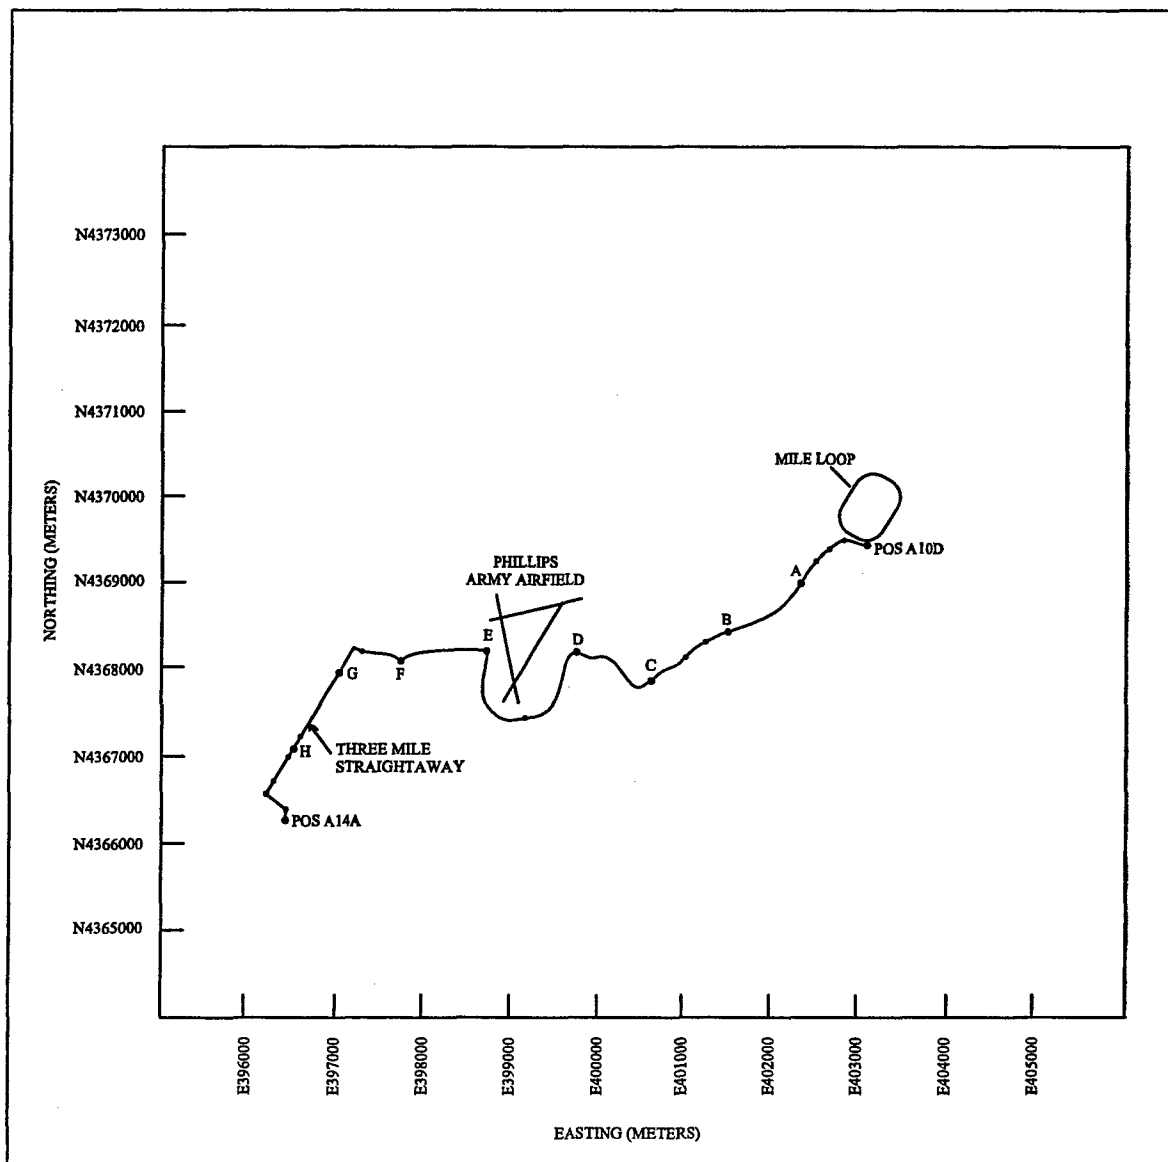 N4373000
N4372000
N4371000
N4370000
N4369000
N4368000
N4367000
N4366000
N4365000
NORTHING (METERS)
MILE LOOP
POS A10D
A
B
C
D
PHILLIPS
ARMY AIRFIELD
E
F
G
H
THREE MILE
STRAIGHTAWAY
POS A14A
E396000
E397000
E398000
E399000
E400000
E401000
E402000
E403000
E404000
E405000
EASTING (METERS)